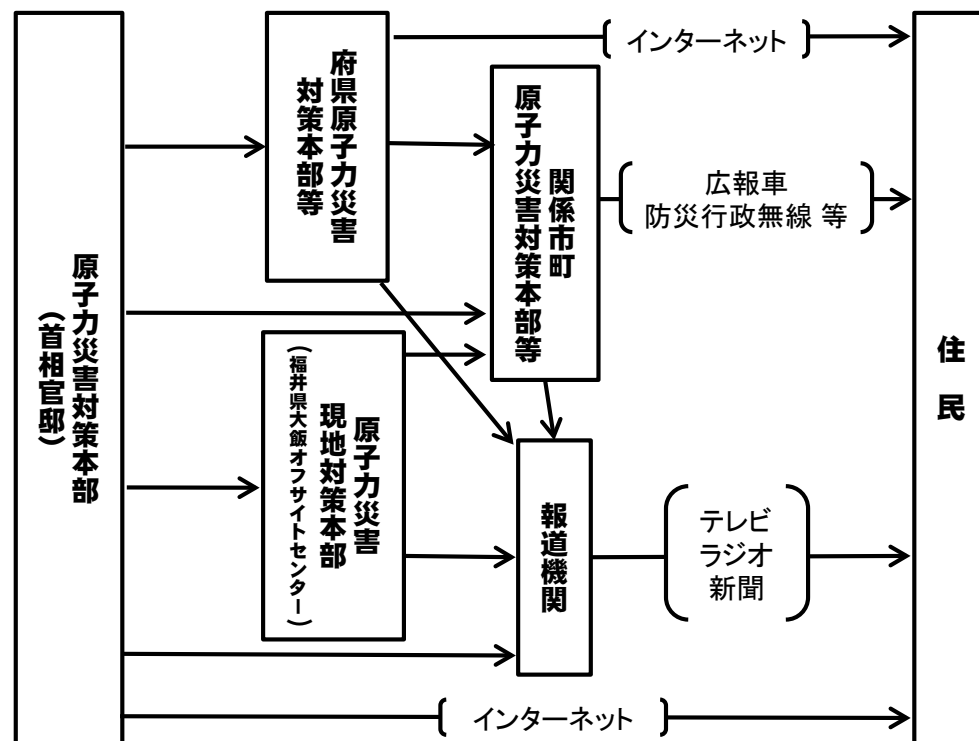 原子力災害対策本部
(首相官邸)
府県原子力災害
対策本部等
関係市町
原子力災害対策本部等
原子力災害
現地対策本部
(福井県大飯オフサイトセンター)
報道機関
インターネット
広報車
防災行政無線 等
テレビ
ラジオ
新聞
インターネット
住民